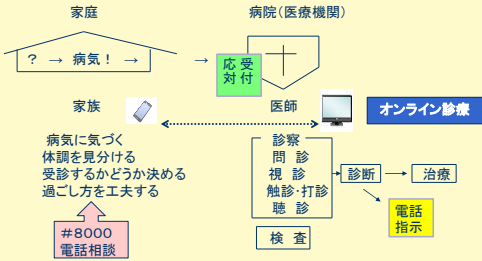 家庭
病院(医療機関)
? → 病気! →
→
応 受
対 付
家族
医師
オンライン診療
病気に気づく
体調を見分ける
受診するかどうか決める
過ごし方を工夫する
#8000
電話相談
診察
問 診
視 診
触診・打診
聴 診
検 査
診断
治療
電話
指示